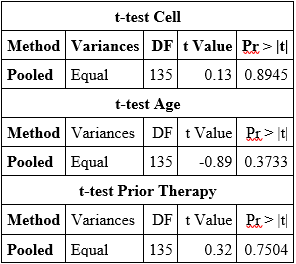 t-test Cell
Method Variances DF t Value Pr > |t|
Pooled Equal 135 0.13 0.8945
t-test Age
Method Variances DF t Value Pr > |t|
Pooled Equal 135 -0.89 0.3733
t-test Prior Therapy
Method Variances DF t Value Pr > |t|
Pooled Equal 135 0.32 0.7504